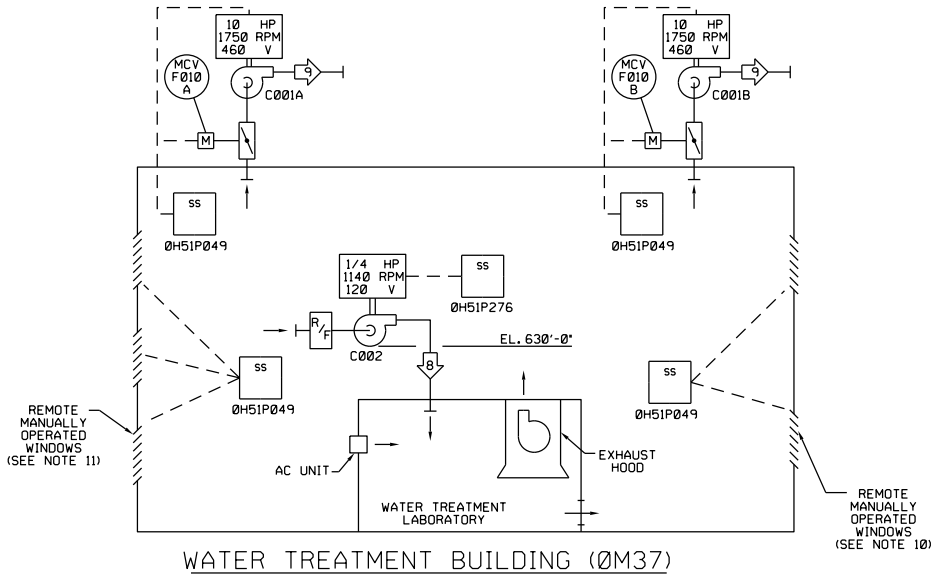 10 HP
1750 RPM
460 V
MCV
F010
A
9
C001A
M
SS
0H51P049
10 HP
1750 RPM
460 V
MCV
F010
B
9
C001B
M
SS
0H51P049
1/4 HP
1140 RPM
120 V
SS
0H51P276
R/F
C002
EL. 630'-0"
8
SS
0H51P049
SS
0H51P049
REMOTE
MANUALLY
OPERATED
WINDOWS
(SEE NOTE 11)
AC UNIT
EXHAUST
HOOD
WATER TREATMENT
LABORATORY
REMOTE
MANUALLY
OPERATED
WINDOWS
(SEE NOTE 10)
WATER TREATMENT BUILDING (0M37)